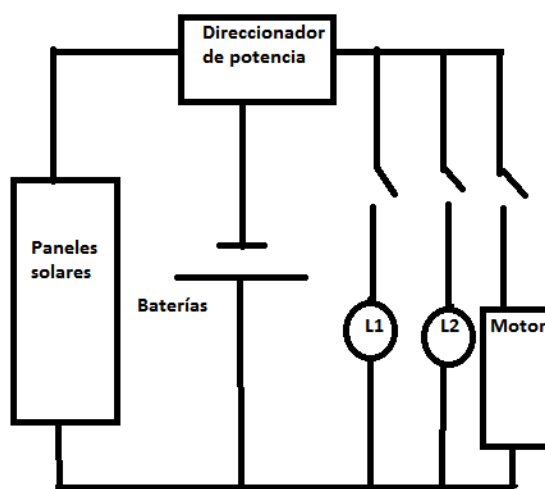 Direccionador
de potencia
Paneles
solares
Baterías
L1
L2
Motor